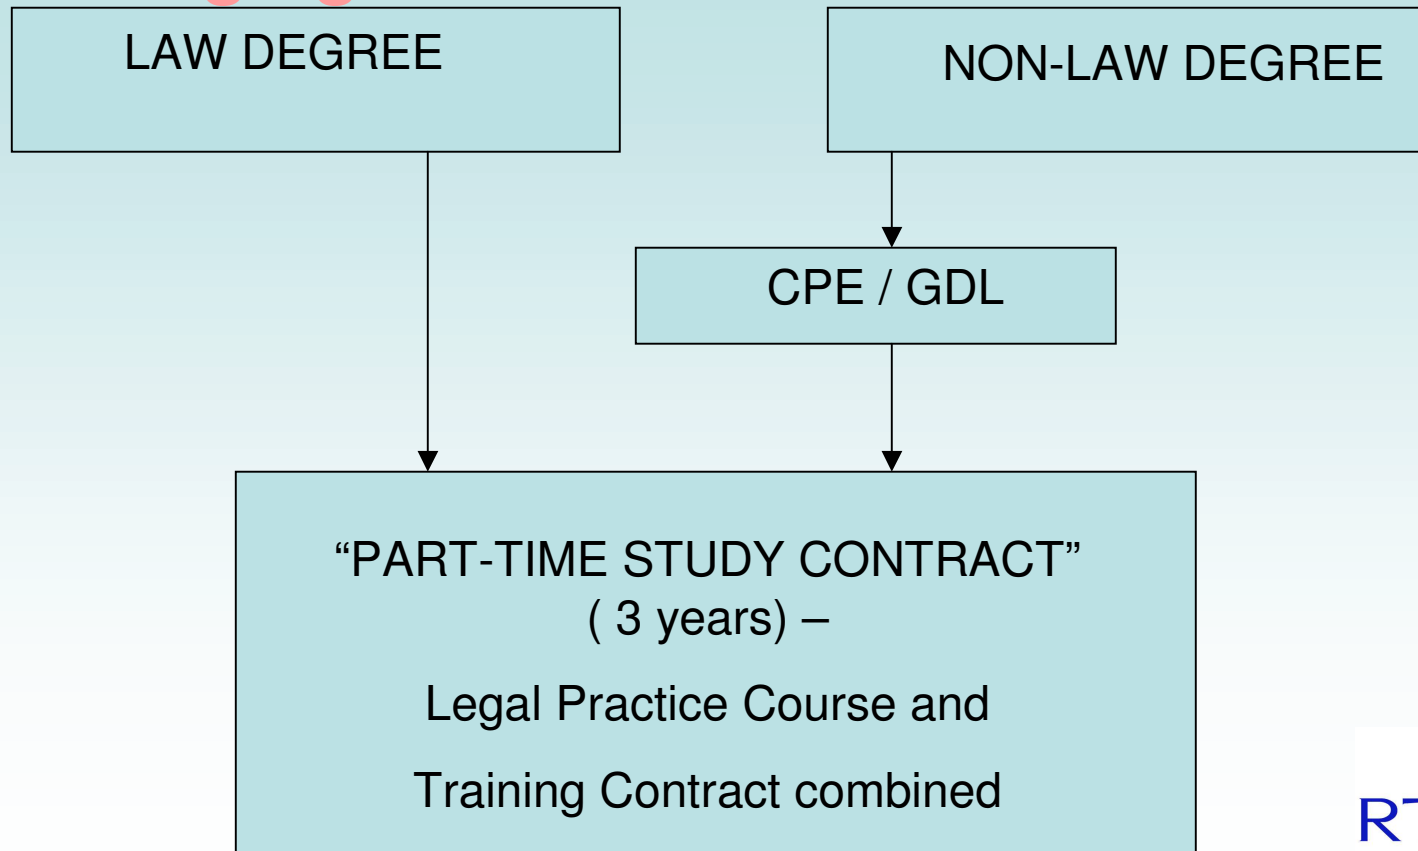 LAW DEGREE
NON-LAW DEGREE
CPE / GDL
“PART-TIME STUDY CONTRACT”
( 3 years) –
Legal Practice Course and
Training Contract combined